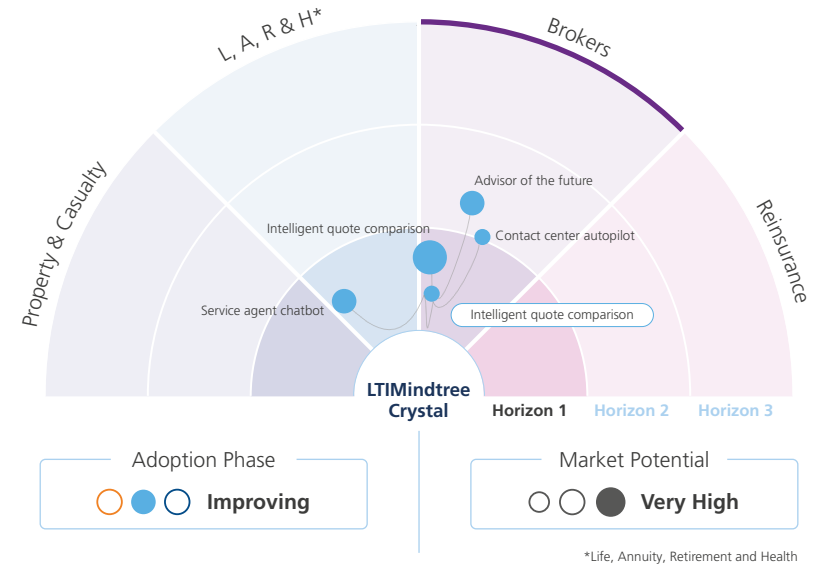 L, A, R & H*
Brokers
Property & Casualty
Reinsurance
Advisor of the future
Intelligent quote comparison
Contact center autopilot
Service agent chatbot
Intelligent quote comparison
LTIMindtree
Crystal
Horizon 1
Horizon 2
Horizon 3
Adoption Phase
Improving
Market Potential
Very High
*Life, Annuity, Retirement and Health